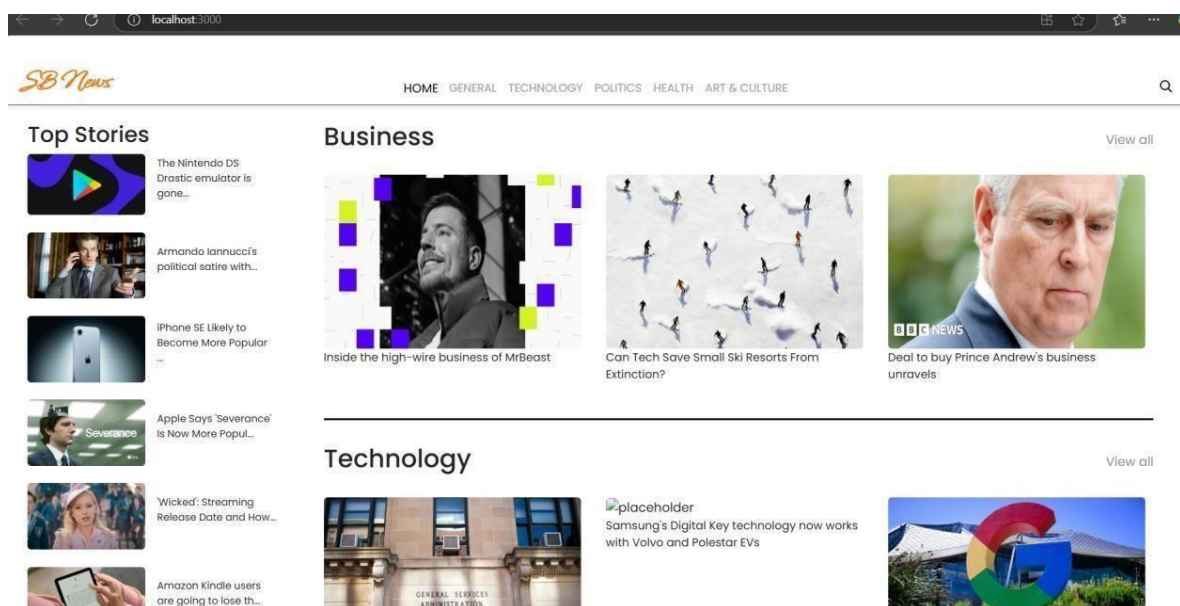 localhost:3000
SB News
HOME GENERAL TECHNOLOGY POLITICS HEALTH ART & CULTURE
Top Stories
The Nintendo DS
Drastic emulator is
gone...
Armando Iannucci's
political satire with...
iPhone SE Likely to
Become More Popular
...
Severance
Apple Says 'Severance'
Is Now More Popul...
'Wicked': Streaming
Release Date and How...
Amazon Kindle users
are going to lose th...
Business
View all
Inside the high-wire business of MrBeast
Can Tech Save Small Ski Resorts From
Extinction?
BBC NEWS
Deal to buy Prince Andrew's business
unravels
Technology
View all
GENERAL SERVICES
ADMINISTRATION
placeholder
Samsung's Digital Key technology now works
with Volvo and Polestar EVs